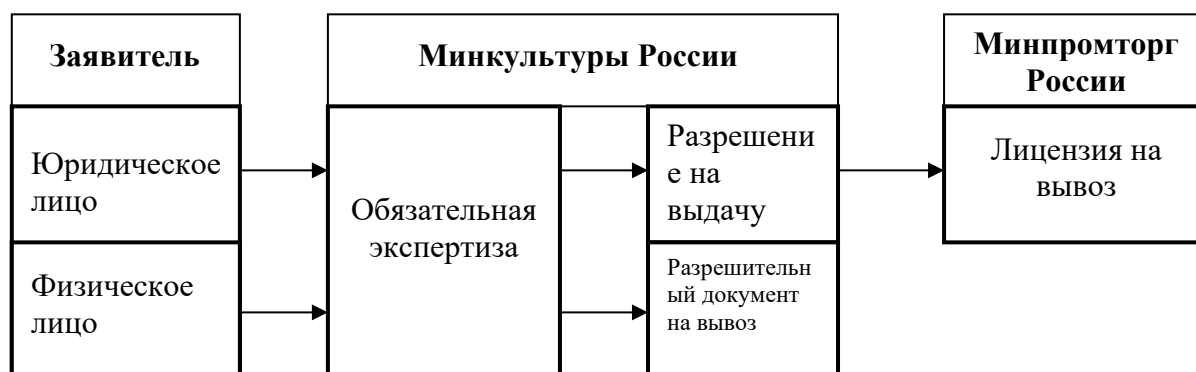 Заявитель
Минкультуры России
Минпромторг
России
Юридическое
лицо
Обязательная
экспертиза
Разрешени
е на
выдачу
Лицензия на
вывоз
Физическое
лицо
Разрешительн
ый документ
на вывоз